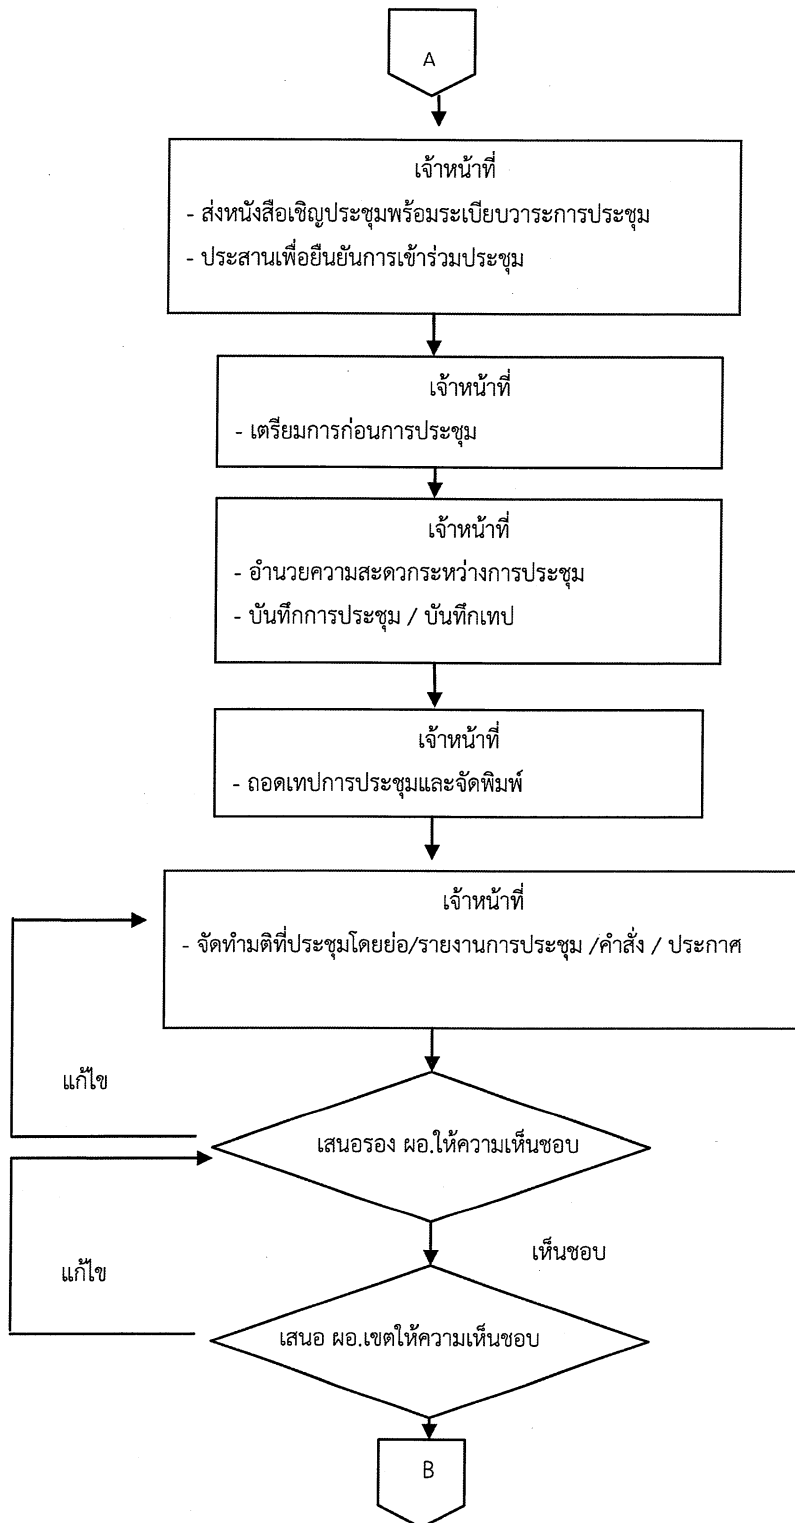 A
เจ้าหน้าที่
- ส่งหนังสือเชิญประชุมพร้อมระเบียบวาระการประชุม
- ประสานเพื่อยืนยันการเข้าร่วมประชุม
เจ้าหน้าที่
- เตรียมการก่อนการประชุม
เจ้าหน้าที่
- อำนวยความสะดวกระหว่างการประชุม
- บันทึกการประชุม / บันทึกเทป
เจ้าหน้าที่
- ถอดเทปการประชุมและจัดพิมพ์
เจ้าหน้าที่
- จัดทำมติที่ประชุมโดยย่อ/รายงานการประชุม /คำสั่ง / ประกาศ
แก้ไข
เสนอรอง ผอ.ให้ความเห็นชอบ
เห็นชอบ
แก้ไข
เสนอ ผอ.เขตให้ความเห็นชอบ
B